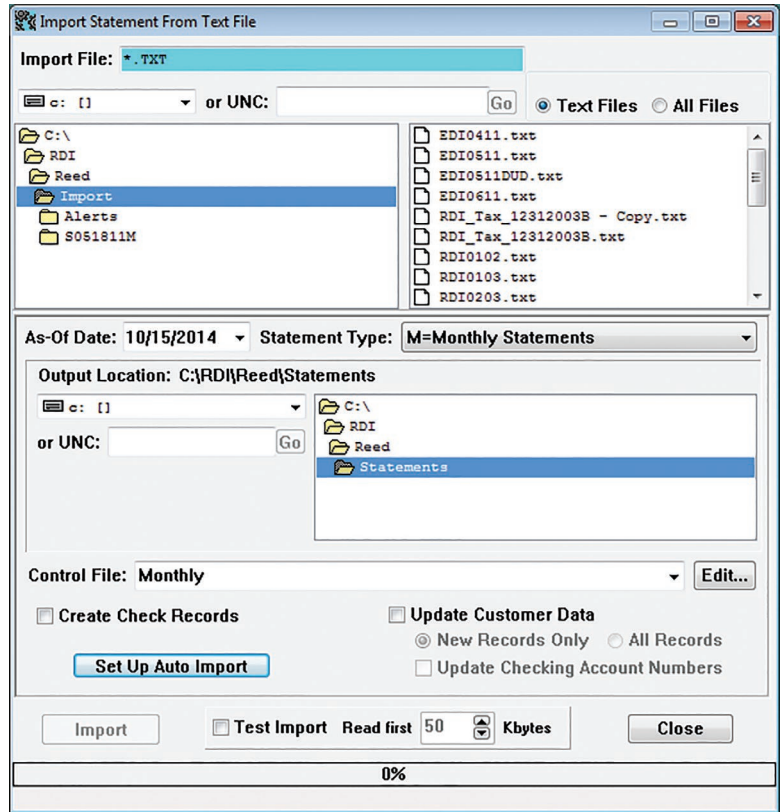 Import Statement From Text File
Import File: *.TXT
c: [] or UNC: Go Text Files All Files
C:\
RDI
Reed
Import
Alerts
S051811M
EDI0411.txt
EDI0511.txt
EDI0511DUD.txt
EDI0611.txt
RDI_Tax_12312003B - Copy.txt
RDI_Tax_12312003B.txt
RDI0102.txt
RDI0103.txt
RDI0203.txt
As-Of Date: 10/15/2014 Statement Type: M=Monthly Statements
Output Location: C:\RDI\Reed\Statements
c: []
or UNC: Go
C:\
RDI
Reed
Statements
Control File: Monthly Edit...
Create Check Records
Update Customer Data
New Records Only All Records
Set Up Auto Import
Update Checking Account Numbers
Import Test Import Read first 50 Kbytes Close
0%